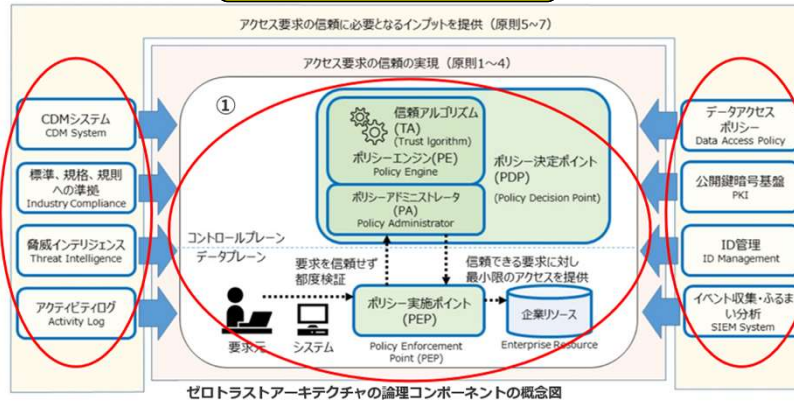 アクセス要求の信頼に必要となるインプットを提供（原則5~7）
アクセス要求の信頼の実現（原則1~4）
①
CDMシステム
CDM System
標準、規格、規則
への準拠
Industry Compliance
脅威インテリジェンス
Threat Intelligence
アクティビティログ
Activity Log
信頼アルゴリズム
(TA)
(Trust lgorithm)
ポリシーエンジン(PE)
Policy Engine
ポリシーアドミニストレータ
(PA)
Policy Administrator
ポリシー決定ポイント
(PDP)
(Policy Decision Point)
コントロールプレーン
データプレーン
要求を信頼せず
都度検証
信頼できる要求に対し
最小限のアクセスを提供
ポリシー実施ポイント
(PEP)
Policy Enforcement
Point (PEP)
企業リソース
Enterprise Resource
要求元
システム
データアクセス
ポリシー
Data Access Policy
公開鍵暗号基盤
PKI
ID管理
ID Management
イベント収集・ふるま
い分析
SIEM System
ゼロトラストアーキテクチャの論理コンポーネントの概念図